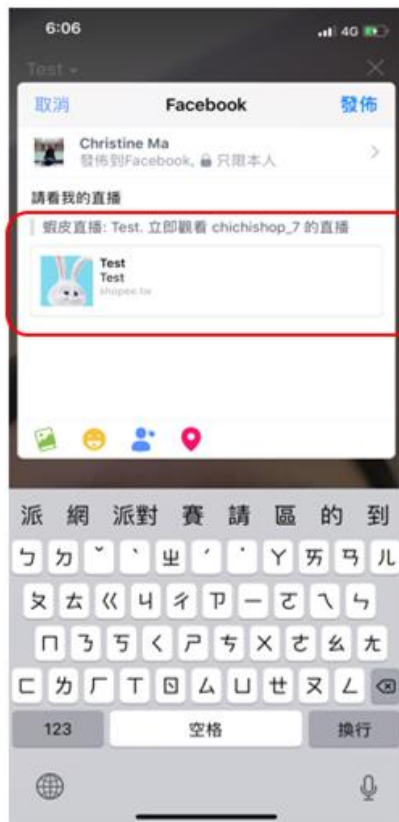 6:06
4G
Test
取消 Facebook 發佈
Christine Ma
發佈到Facebook, 只限本人
請看我的直播
蝦皮直播: Test. 立即觀看 chichishop_7 的直播
Test
Test
shopee.tw
派 網 派對 賽 請 區 的 到
ㄅ ㄉ ˇ ˋ ㄓ ˊ ˙ ㄚ ㄞ ㄢ ㄦ
ㄆ ㄊ ㄍ ㄐ ㄔ ㄗ ㄧ ㄛ ㄟ ㄣ
ㄇ ㄋ ㄎ ㄑ ㄕ ㄘ ㄨ ㄜ ㄠ ㄤ
ㄈ ㄌ ㄏ ㄒ ㄖ ㄙ ㄩ ㄝ ㄡ ㄥ
123 空格 換行